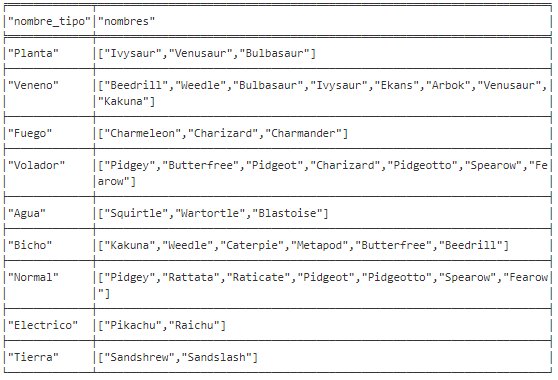 "nombre_tipo" "nombres"
"Planta" ["Ivysaur","Venusaur","Bulbasaur"]
"Veneno" ["Beedrill","Weedle","Bulbasaur","Ivysaur","Ekans","Arbok","Venusaur",
"Kakuna"]
"Fuego" ["Charmeleon","Charizard","Charmander"]
"Volador" ["Pidgey","Butterfree","Pidgeot","Charizard","Pidgeotto","Spearow","Fe
arow"]
"Agua" ["Squirtle","Wartortle","Blastoise"]
"Bicho" ["Kakuna","Weedle","Caterpie","Metapod","Butterfree","Beedrill"]
"Normal" ["Pidgey","Rattata","Raticate","Pidgeot","Pidgeotto","Spearow","Fearow
"]
"Electrico" ["Pikachu","Raichu"]
"Tierra" ["Sandshrew","Sandslash"]